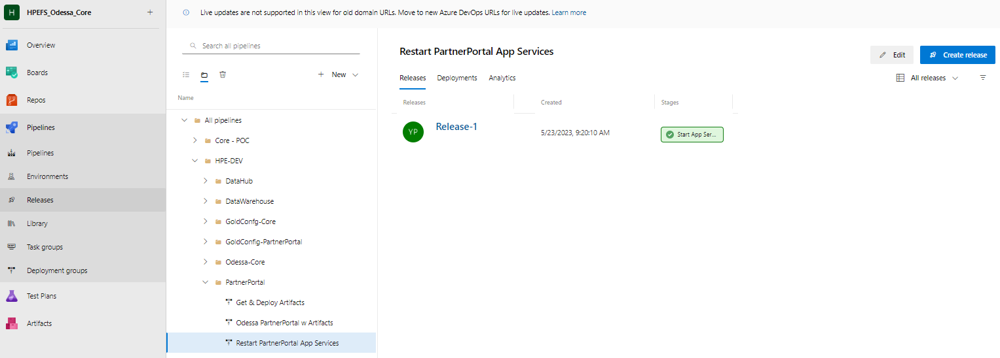 H HPEFS_Odessa_Core +
Overview
Boards
Repos
Pipelines
Pipelines
Environments
Releases
Library
Task groups
Deployment groups
Test Plans
Artifacts
Live updates are not supported in this view for old domain URLs. Move to new Azure DevOps URLs for live updates. Learn more
Search all pipelines
+ New
Name
All pipelines
Core - POC
HPE-DEV
DataHub
DataWarehouse
GoldConfg-Core
GoldConfig-PartnerPortal
Odessa-Core
PartnerPortal
Get & Deploy Artifacts
Odessa PartnerPortal w Artifacts
Restart PartnerPortal App Services
Restart PartnerPortal App Services
Edit Create release
Releases Deployments Analytics All releases
Releases Created Stages
YP Release-1 5/23/2023, 9:20:10 AM Start App Ser...